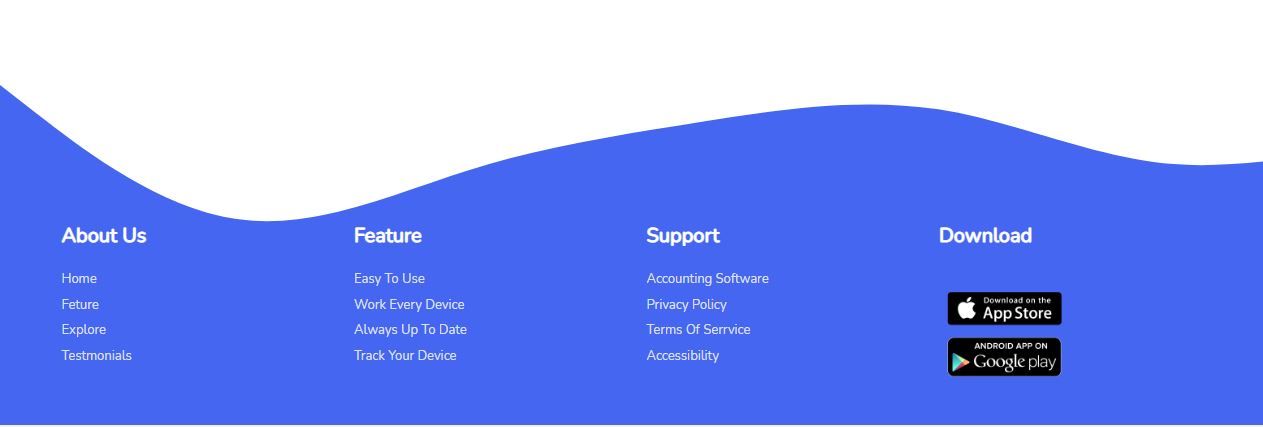 About Us
Home
Feture
Explore
Testmonials
Feature
Easy To Use
Work Every Device
Always Up To Date
Track Your Device
Support
Accounting Software
Privacy Policy
Terms Of Serrvice
Accessibility
Download
Download on the
App Store
ANDROID APP ON
Google play